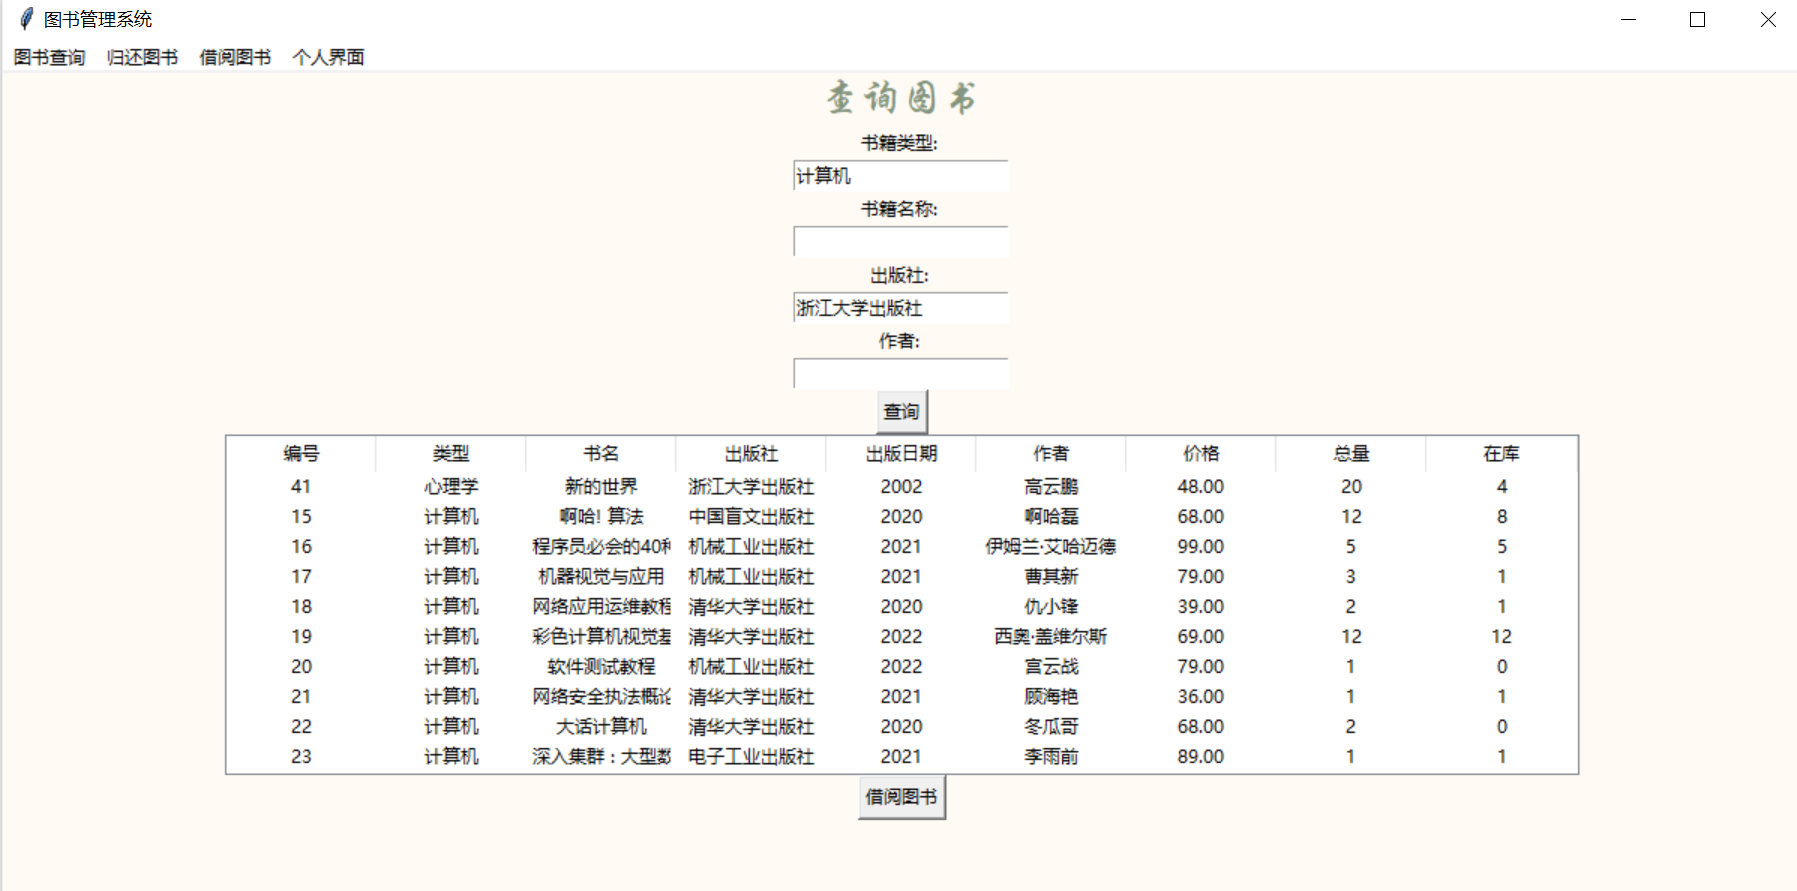 图书管理系统
图书查询 归还图书 借阅图书 个人界面
查询图书
书籍类型:
计算机
书籍名称:
出版社:
浙江大学出版社
作者:
查询
编号 类型 书名 出版社 出版日期 作者 价格 总量 在库
41 心理学 新的世界 浙江大学出版社 2002 高云鹏 48.00 20 4
15 计算机 啊哈! 算法 中国盲文出版社 2020 啊哈磊 68.00 12 8
16 计算机 程序员必会的40种 机械工业出版社 2021 伊姆兰·艾哈迈德 99.00 5 5
17 计算机 机器视觉与应用 机械工业出版社 2021 曹其新 79.00 3 1
18 计算机 网络应用运维教程 清华大学出版社 2020 仇小锋 39.00 2 1
19 计算机 彩色计算机视觉基 清华大学出版社 2022 西奥·盖维尔斯 69.00 12 12
20 计算机 软件测试教程 机械工业出版社 2022 宫云战 79.00 1 0
21 计算机 网络安全执法概论 清华大学出版社 2021 顾海艳 36.00 1 1
22 计算机 大话计算机 清华大学出版社 2020 冬瓜哥 68.00 2 0
23 计算机 深入集群：大型数 电子工业出版社 2021 李雨前 89.00 1 1
借阅图书